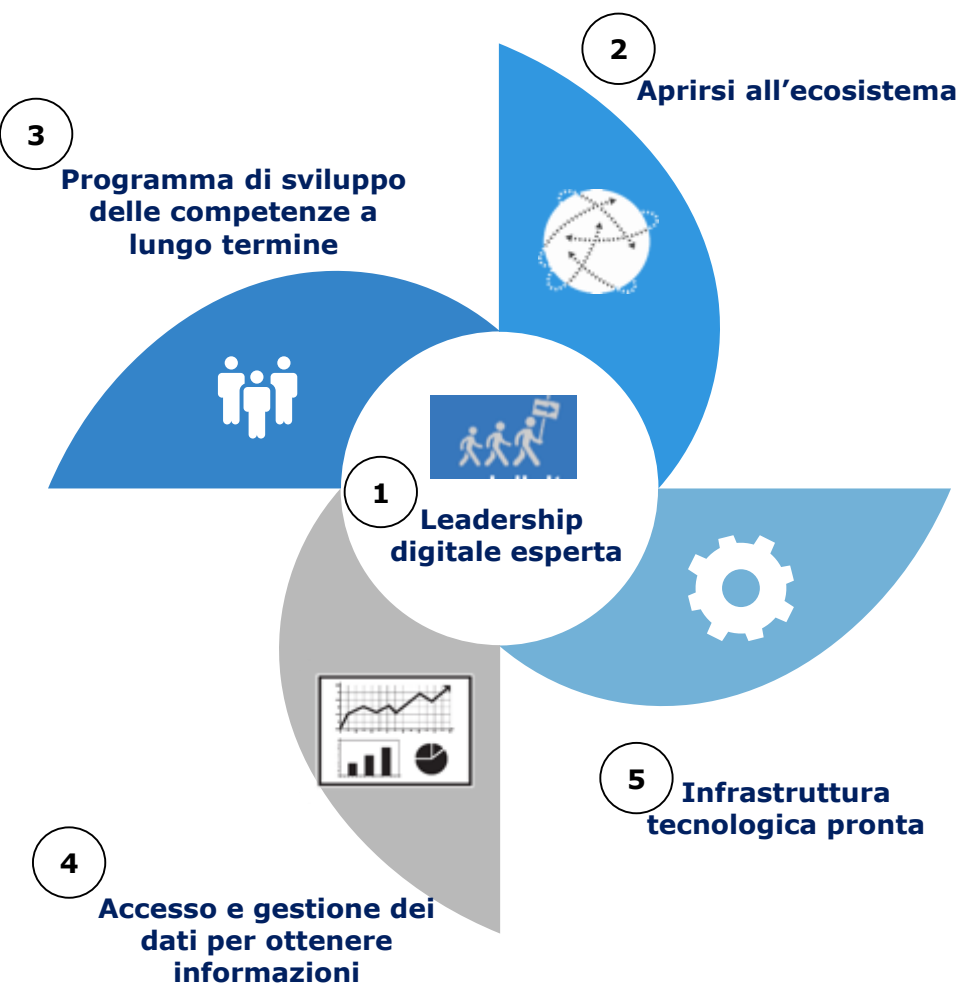 2
Aprirsi all’ecosistema
3
Programma di sviluppo
delle competenze a
lungo termine
1
Leadership
digitale esperta
5
Infrastruttura
tecnologica pronta
4
Accesso e gestione dei
dati per ottenere
informazioni